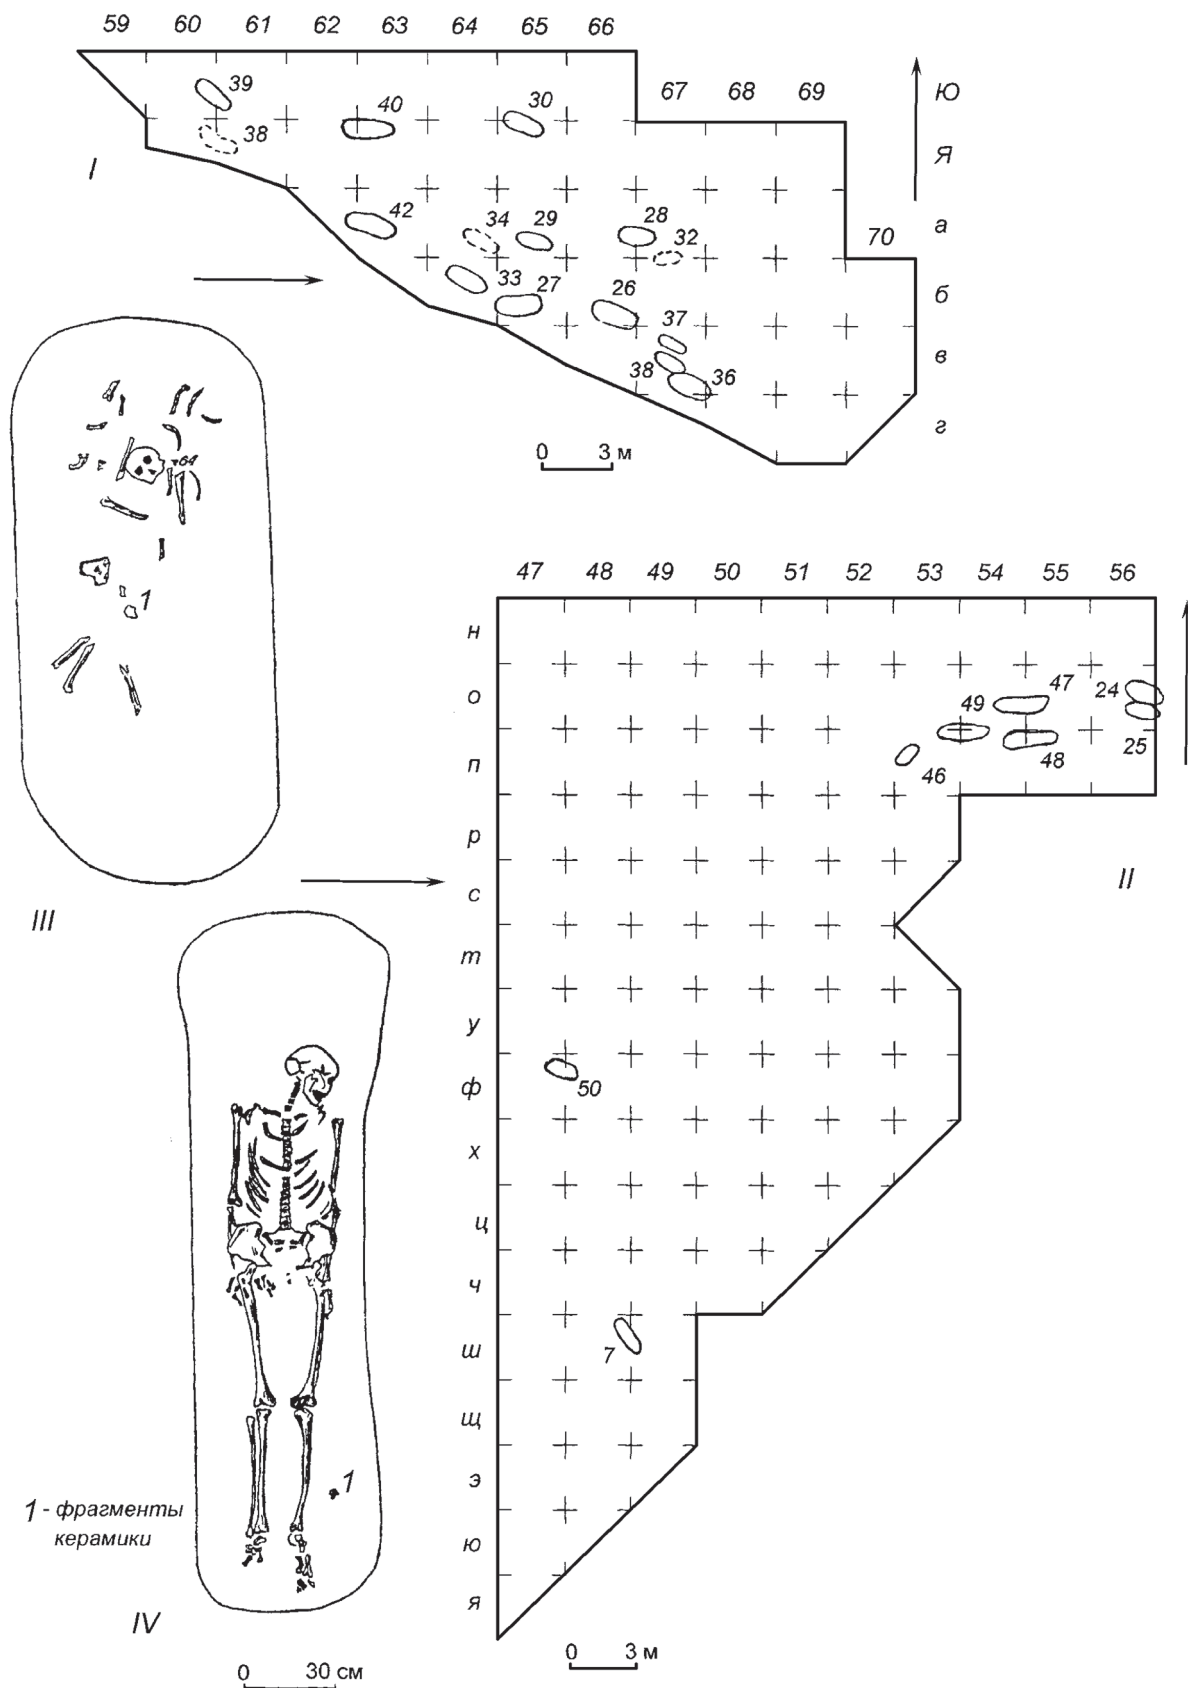 59 60 61 62 63 64 65 66
67 68 69
70
Ю
Я
а
б
в
г
39
38
40
30
42
34 29 28
32
33 27 26
37
38 36
I
0 3 м
64
1
III
47 48 49 50 51 52 53 54 55 56
н
о
п
р
с
т
у
ф
х
ц
ч
ш
щ
э
ю
я
49 47 24
46 48 25
50
7
II
1
1 - фрагменты
керамики
IV
0 30 см
0 3 м